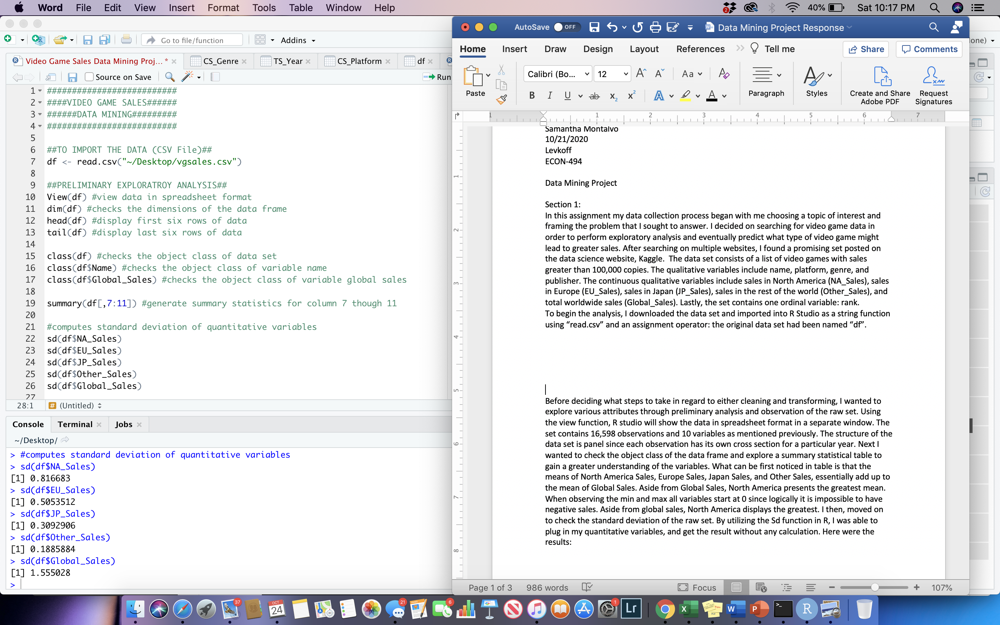 Word File Edit View Insert Format Tools Table Window Help
2 40% Sat 10:17 PM
Go to file/function Addins
Video Game Sales Data Mining Proj... * CS_Genre TS_Year CS_Platform df
Source on Save Run
1 ##########################
2 ####VIDEO GAME SALES######
3 ######DATA MINING#########
4 ##########################
5
6 ##TO IMPORT THE DATA (CSV File)##
7 df <- read.csv("~/Desktop/vgsales.csv")
8
9 ##PRELIMINARY EXPLORATROY ANALYSIS##
10 View(df) #view data in spreadsheet format
11 dim(df) #checks the dimensions of the data frame
12 head(df) #display first six rows of data
13 tail(df) #display last six rows of data
14
15 class(df) #checks the object class of data set
16 class(df$Name) #checks the object class of variable name
17 class(df$Global_Sales) #checks the object class of variable global sales
18
19 summary(df[,7:11]) #generate summary statistics for column 7 though 11
20
21 #computes standard deviation of quantitative variables
22 sd(df$NA_Sales)
23 sd(df$EU_Sales)
24 sd(df$JP_Sales)
25 sd(df$Other_Sales)
26 sd(df$Global_Sales)
27
28:1 # (Untitled)
Console Terminal Jobs
~/Desktop/
> #computes standard deviation of quantitative variables
> sd(df$NA_Sales)
[1] 0.816683
> sd(df$EU_Sales)
[1] 0.5053512
> sd(df$JP_Sales)
[1] 0.3092906
> sd(df$Other_Sales)
[1] 0.1885884
> sd(df$Global_Sales)
[1] 1.555028
>
AutoSave OFF Data Mining Project Response
one)
Home Insert Draw Design Layout References Tell me Share Comments
Paste Calibri (Bo... 12 A A Aa A
B I U ab x2 x2 A A
Paragraph Styles Create and Share Adobe PDF Request Signatures
1 1 2 3 4 5 6 7
1
2
3
4
5
6
7
8
Samantha Montalvo
10/21/2020
Levkoff
ECON-494
Data Mining Project
Section 1:
In this assignment my data collection process began with me choosing a topic of interest and
framing the problem that I sought to answer. I decided on searching for video game data in
order to perform exploratory analysis and eventually predict what type of video game might
lead to greater sales. After searching on multiple websites, I found a promising set posted on
the data science website, Kaggle.  The data set consists of a list of video games with sales
greater than 100,000 copies. The qualitative variables include name, platform, genre, and
publisher. The continuous qualitative variables include sales in North America (NA_Sales), sales
in Europe (EU_Sales), sales in Japan (JP_Sales), sales in the rest of the world (Other_Sales), and
total worldwide sales (Global_Sales). Lastly, the set contains one ordinal variable: rank.
To begin the analysis, I downloaded the data set and imported into R Studio as a string function
using “read.csv” and an assignment operator: the original data set had been named “df”.
Before deciding what steps to take in regard to either cleaning and transforming, I wanted to
explore various attributes through preliminary analysis and observation of the raw set. Using
the view function, R studio will show the data in spreadsheet format in a separate window. The
set contains 16,598 observations and 10 variables as mentioned previously. The structure of the
data set is panel since each observation has its own cross section for a particular year. Next I
wanted to check the object class of the data frame and explore a summary statistical table to
gain a greater understanding of the variables. What can be first noticed in table is that the
means of North America Sales, Europe Sales, Japan Sales, and Other Sales, essentially add up to
the mean of Global Sales. Aside from Global Sales, North America presents the greatest mean.
When observing the min and max all variables start at 0 since logically it is impossible to have
negative sales. Aside from global sales, North America displays the greatest. I then, moved on
to check the standard deviation of the raw set. By utilizing the Sd function in R, I was able to
plug in my quantitative variables, and get the result without any calculation. Here were the
results:
Page 1 of 3 986 words Focus 107%
37 OCT 24 21 6 1 Lr X W P >_ R